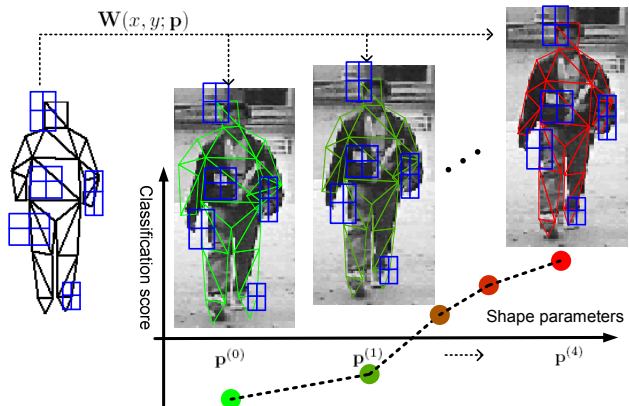 W(x, y; p)
Classification score
Shape parameters
p(0) p(1) p(4)